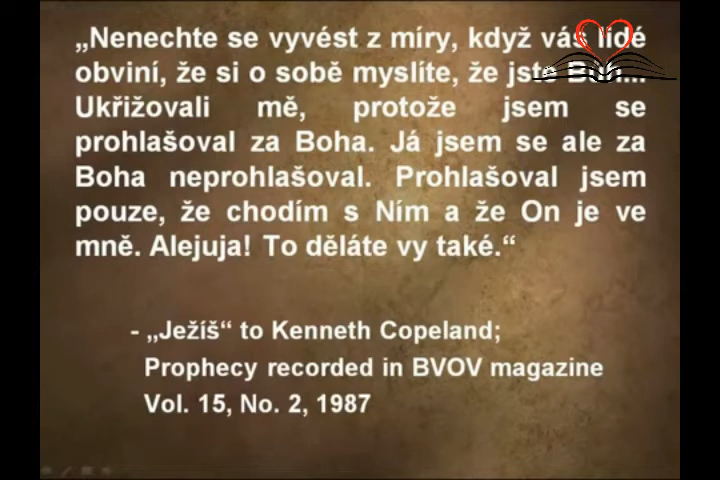 „Nenechte se vyvést z míry, když vás lidé
obviní, že si o sobě myslíte, že jste Bůh...
Ukřižovali mě, protože jsem se
prohlašoval za Boha. Já jsem se ale za
Boha neprohlašoval. Prohlašoval jsem
pouze, že chodím s Ním a že On je ve
mně. Alejuja! To děláte vy také.“
- „Ježíš“ to Kenneth Copeland;
Prophecy recorded in BVOV magazine
Vol. 15, No. 2, 1987